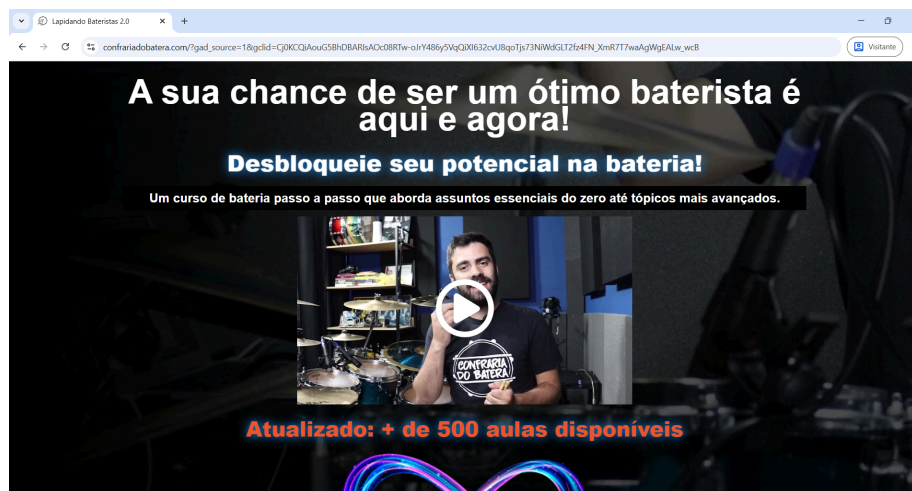 Lapidando Bateristas 2.0
confrariadobatera.com/?gad_source=1&gclid=Cj0KCQiAouG5BhDBARIsAOc08RTw-oJrY486y5VqQiXl632cvU8qoTjs73NiWdGLT2fz4FN_XmR7T7waAgWgEALw_wcB
Visitante
A sua chance de ser um ótimo baterista é
aqui e agora!
Desbloqueie seu potencial na bateria!
Um curso de bateria passo a passo que aborda assuntos essenciais do zero até tópicos mais avançados.
CONFRARIA
DO BATERA
Atualizado: + de 500 aulas disponíveis